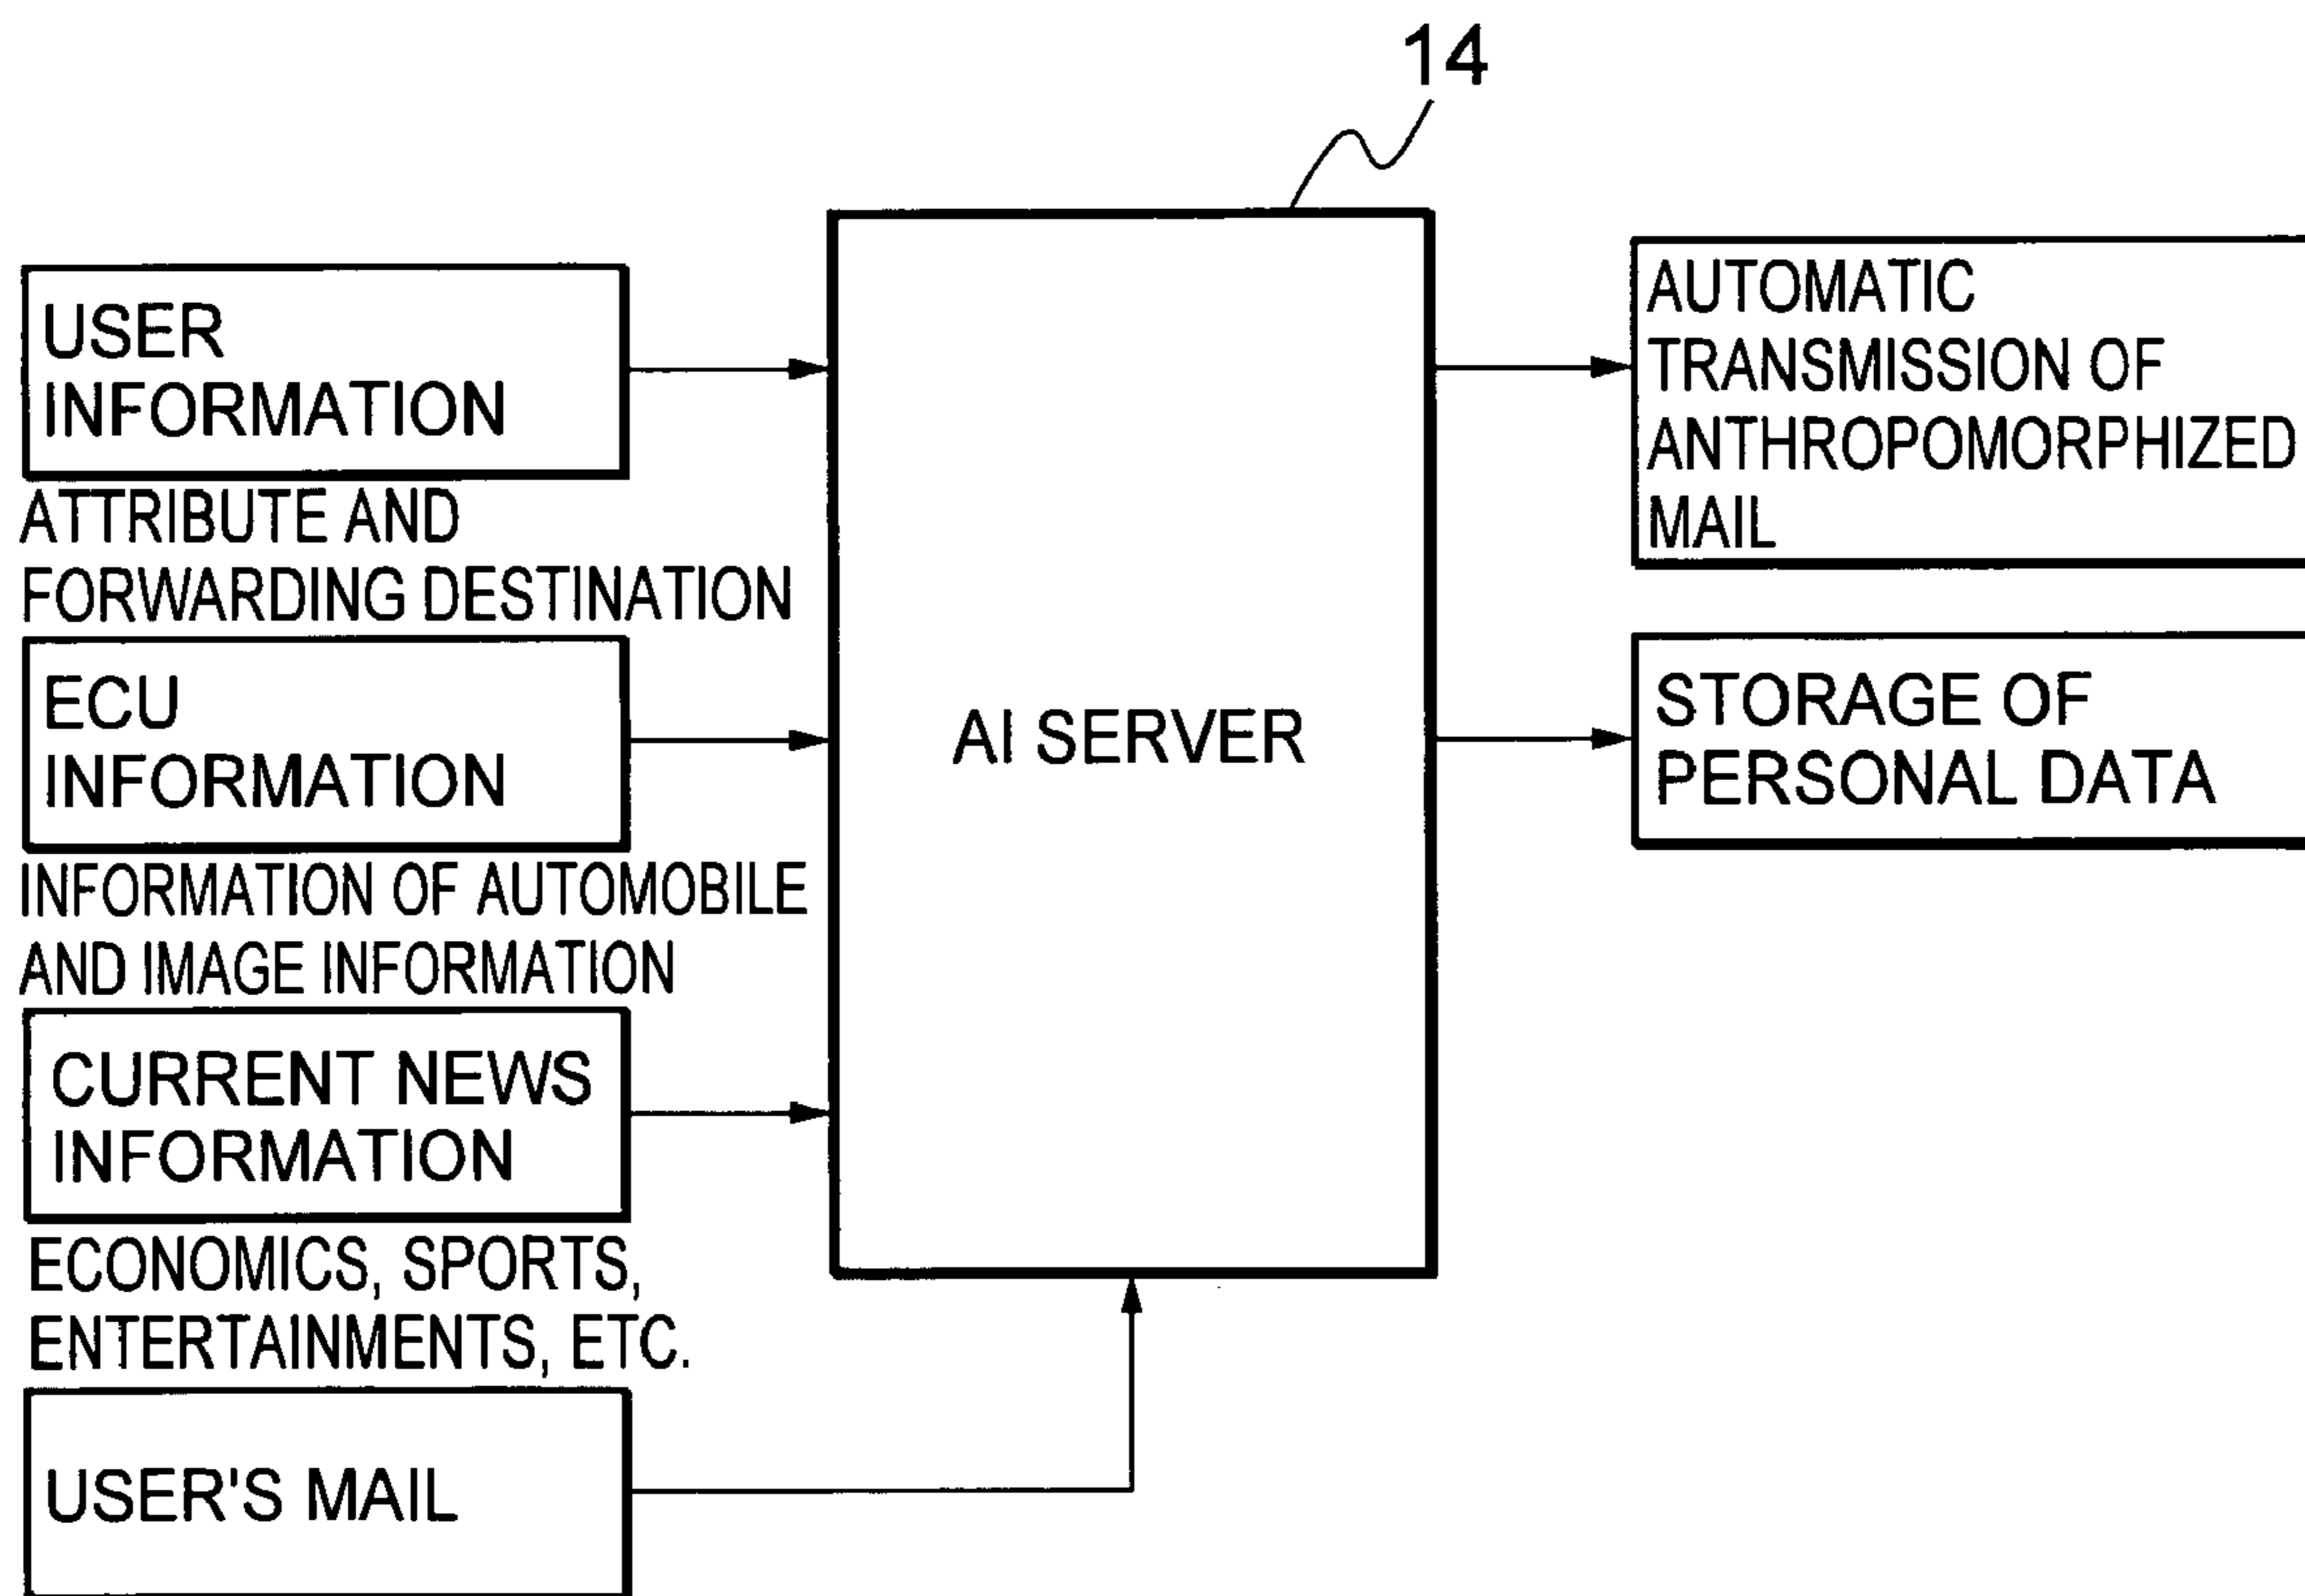 14
USER
INFORMATION
ATTRIBUTE AND
FORWARDING DESTINATION
ECU
INFORMATION
INFORMATION OF AUTOMOBILE
AND IMAGE INFORMATION
CURRENT NEWS
INFORMATION
ECONOMICS, SPORTS,
ENTERTAINMENTS, ETC.
USER'S MAIL
AI SERVER
AUTOMATIC
TRANSMISSION OF
ANTHROPOMORPHIZED
MAIL
STORAGE OF
PERSONAL DATA